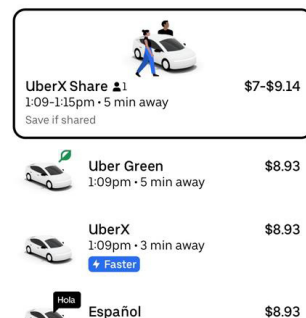 UberX Share 1 $7-$9.14
1:09-1:15pm • 5 min away
Save if shared
Uber Green $8.93
1:09pm • 5 min away
UberX $8.93
1:09pm • 3 min away
Faster
Hola
Español $8.93